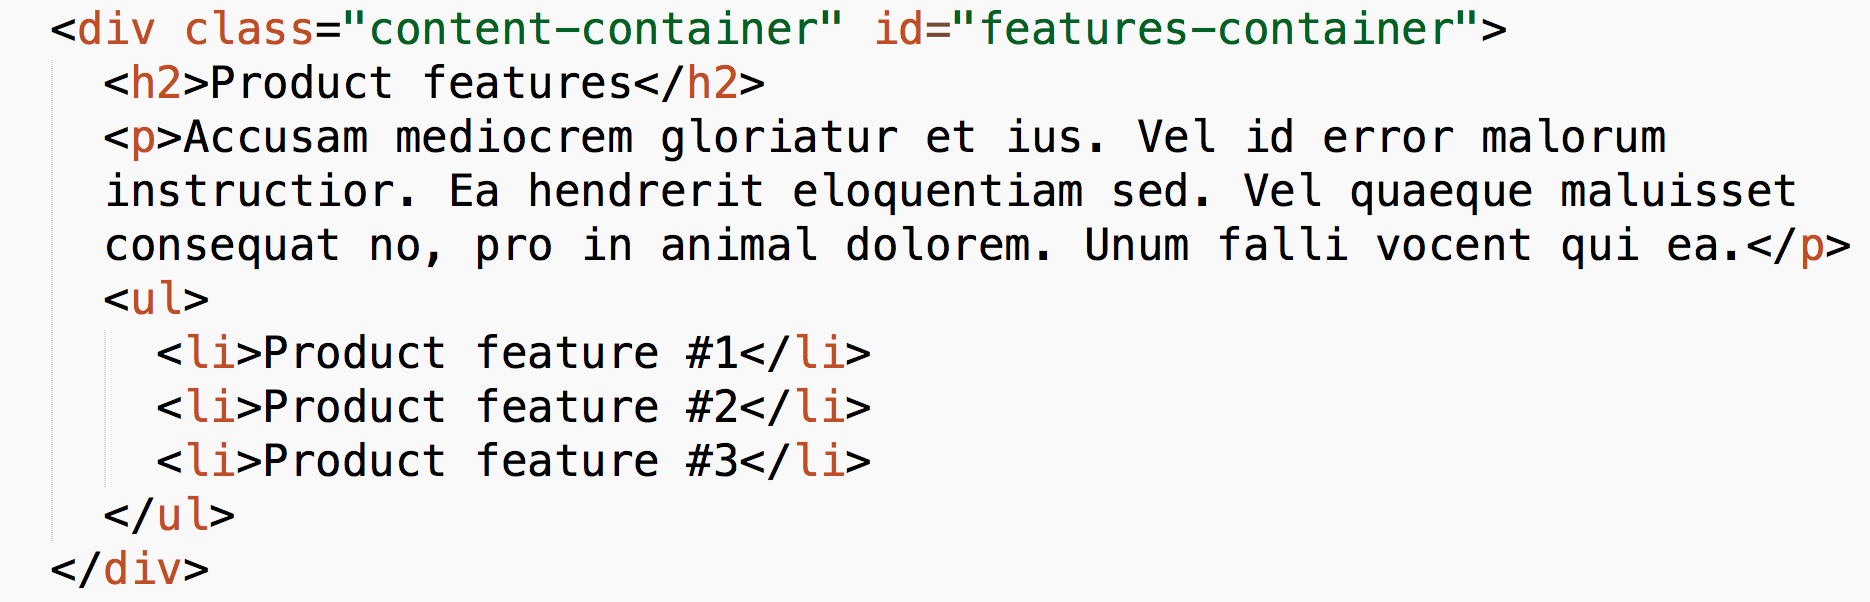 <div class="content-container" id="features-container">
<h2>Product features</h2>
<p>Accusam mediocrem gloriatur et ius. Vel id error malorum
instructior. Ea hendrerit eloquentiam sed. Vel quaeque maluisset
consequat no, pro in animal dolorem. Unum falli vocent qui ea.</p>
<ul>
<li>Product feature #1</li>
<li>Product feature #2</li>
<li>Product feature #3</li>
</ul>
</div>